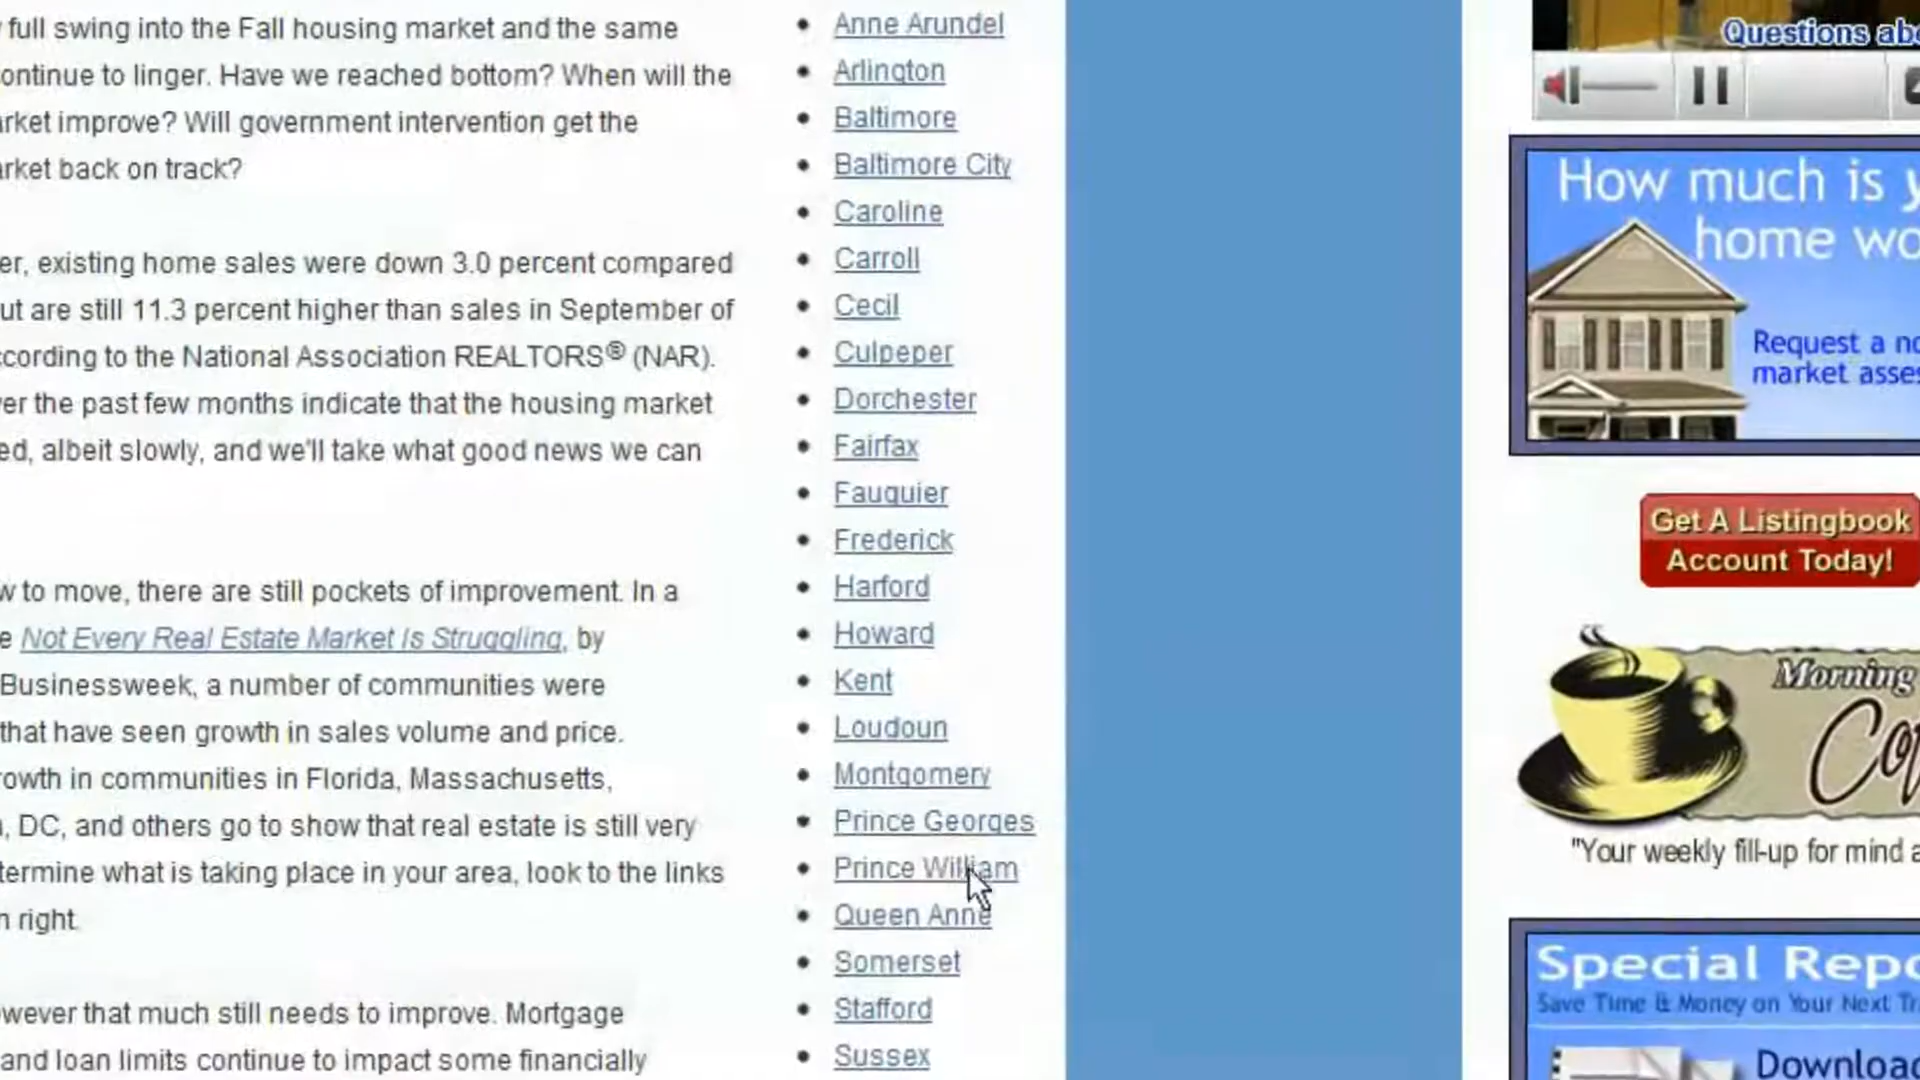 full swing into the Fall housing market and the same
ontinue to linger. Have we reached bottom? When will the
rket improve? Will government intervention get the
rket back on track?
er, existing home sales were down 3.0 percent compared
ut are still 11.3 percent higher than sales in September of
ccording to the National Association REALTORS® (NAR).
er the past few months indicate that the housing market
ed, albeit slowly, and we'll take what good news we can
w to move, there are still pockets of improvement. In a
e Not Every Real Estate Market Is Struggling, by
Businessweek, a number of communities were
that have seen growth in sales volume and price.
rowth in communities in Florida, Massachusetts,
, DC, and others go to show that real estate is still very
termine what is taking place in your area, look to the links
n right.
wever that much still needs to improve. Mortgage
and loan limits continue to impact some financially
Anne Arundel
Arlington
Baltimore
Baltimore City
Caroline
Carroll
Cecil
Culpeper
Dorchester
Fairfax
Fauquier
Frederick
Harford
Howard
Kent
Loudoun
Montgomery
Prince Georges
Prince William
Queen Anne
Somerset
Stafford
Sussex
Questions abo
How much is y
home wo
Request a no
market asses
Get A Listingbook
Account Today!
Morning
Cof
"Your weekly fill-up for mind a
Special Repo
Save Time & Money on Your Next Tr
Download